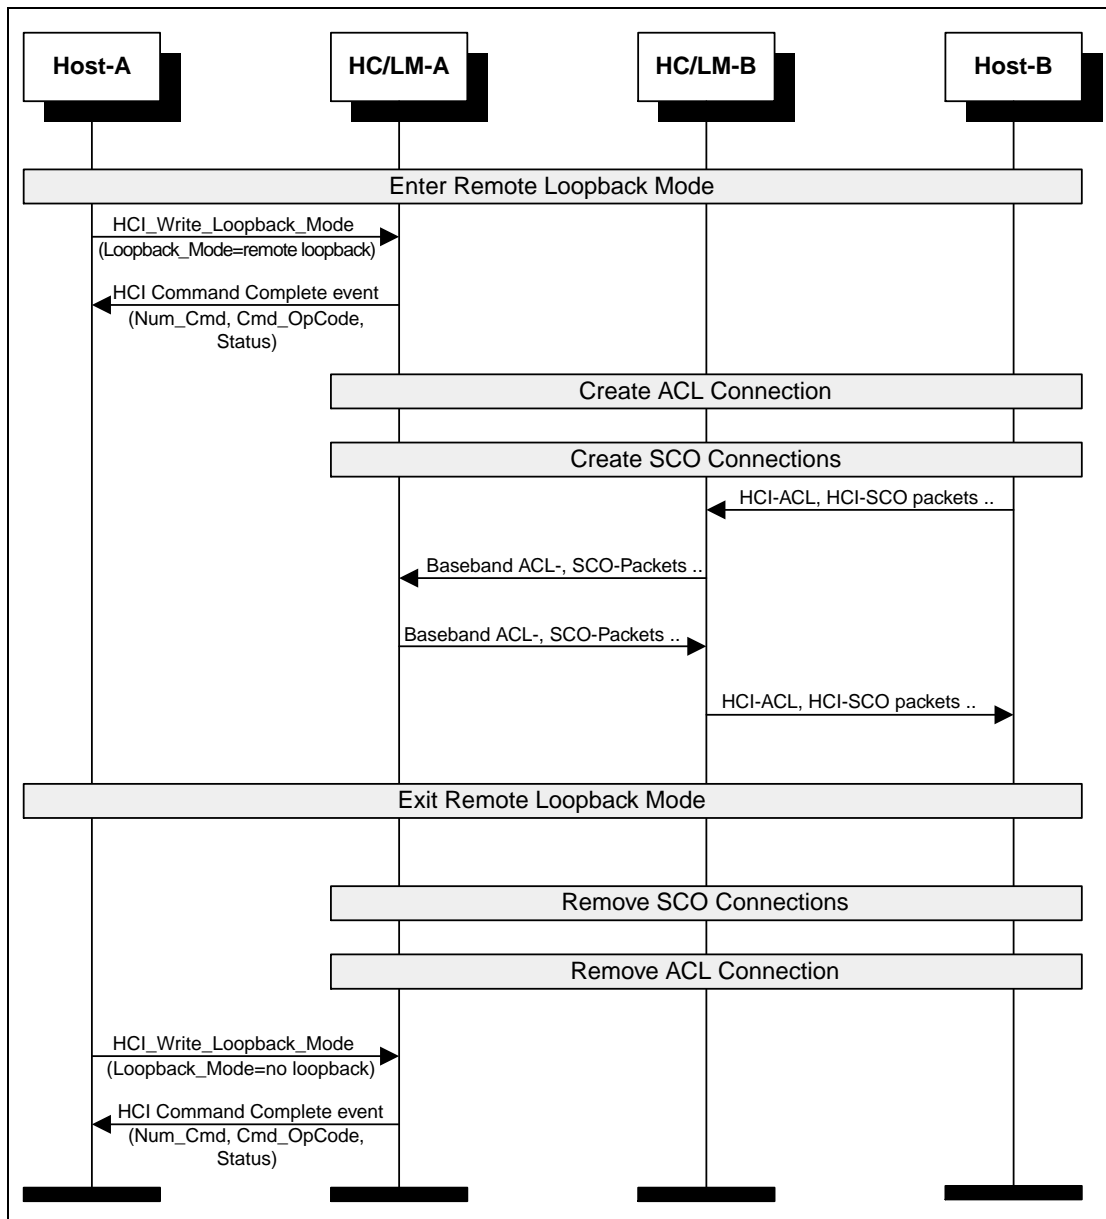 Host-A
HC/LM-A
HC/LM-B
Host-B
Enter Remote Loopback Mode
HCI_Write_Loopback_Mode
(Loopback_Mode=remote loopback)
HCI Command Complete event
(Num_Cmd, Cmd_OpCode,
Status)
Create ACL Connection
Create SCO Connections
HCI-ACL, HCI-SCO packets ..
Baseband ACL-, SCO-Packets ..
Baseband ACL-, SCO-Packets ..
HCI-ACL, HCI-SCO packets ..
Exit Remote Loopback Mode
Remove SCO Connections
Remove ACL Connection
HCI_Write_Loopback_Mode
(Loopback_Mode=no loopback)
HCI Command Complete event
(Num_Cmd, Cmd_OpCode,
Status)